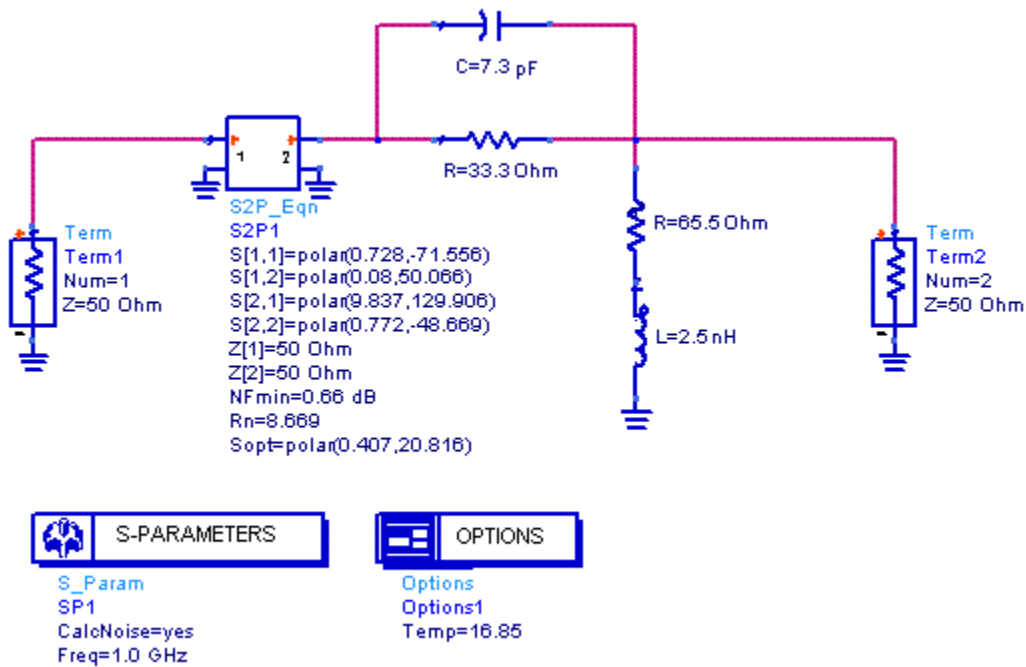 C=7.3 pF
R=33.3 Ohm
1 2
S2P_Eqn
S2P1
S[1,1]=polar(0.728,-71.556)
S[1,2]=polar(0.08,50.066)
S[2,1]=polar(9.837,129.906)
S[2,2]=polar(0.772,-48.669)
Z[1]=50 Ohm
Z[2]=50 Ohm
NFmin=0.66 dB
Rn=8.669
Sopt=polar(0.407,20.816)
Term
Term1
Num=1
Z=50 Ohm
R=65.5 Ohm
L=2.5 nH
Term
Term2
Num=2
Z=50 Ohm
S-PARAMETERS
S_Param
SP1
CalcNoise=yes
Freq=1.0 GHz
OPTIONS
Options
Options1
Temp=16.85